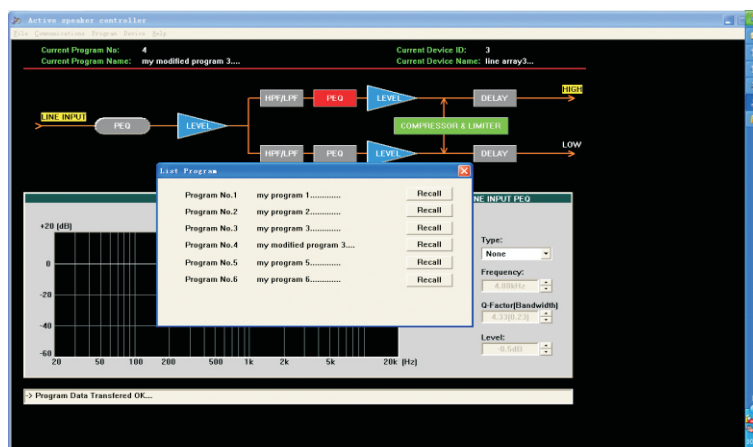 Active speaker controller
File Communications Program Device Help
Current Program No: 4 Current Device ID: 3
Current Program Name: my modified program 3.... Current Device Name: line array3...
HIGH
HPF/LPF PEQ LEVEL DELAY
LINE INPUT
PEQ LEVEL COMPRESSOR & LIMITER
LOW
HPF/LPF PEQ LEVEL DELAY
List Program
Program No.1 my program 1............ Recall
Program No.2 my program 2............ Recall
Program No.3 my program 3............ Recall
Program No.4 my modified program 3.... Recall
Program No.5 my program 5............ Recall
Program No.6 my program 6............ Recall
NE INPUT PEQ
+20 (dB)
0
-20
-40
-60
20 50 100 200 500 1k 2k 5k 20k (Hz)
Type:
None
Frequency:
4.00kHz
Q-Factor(Bandwidth)
4.33(0.23)
Level:
-0.5dB
-> Program Data Transfered OK...